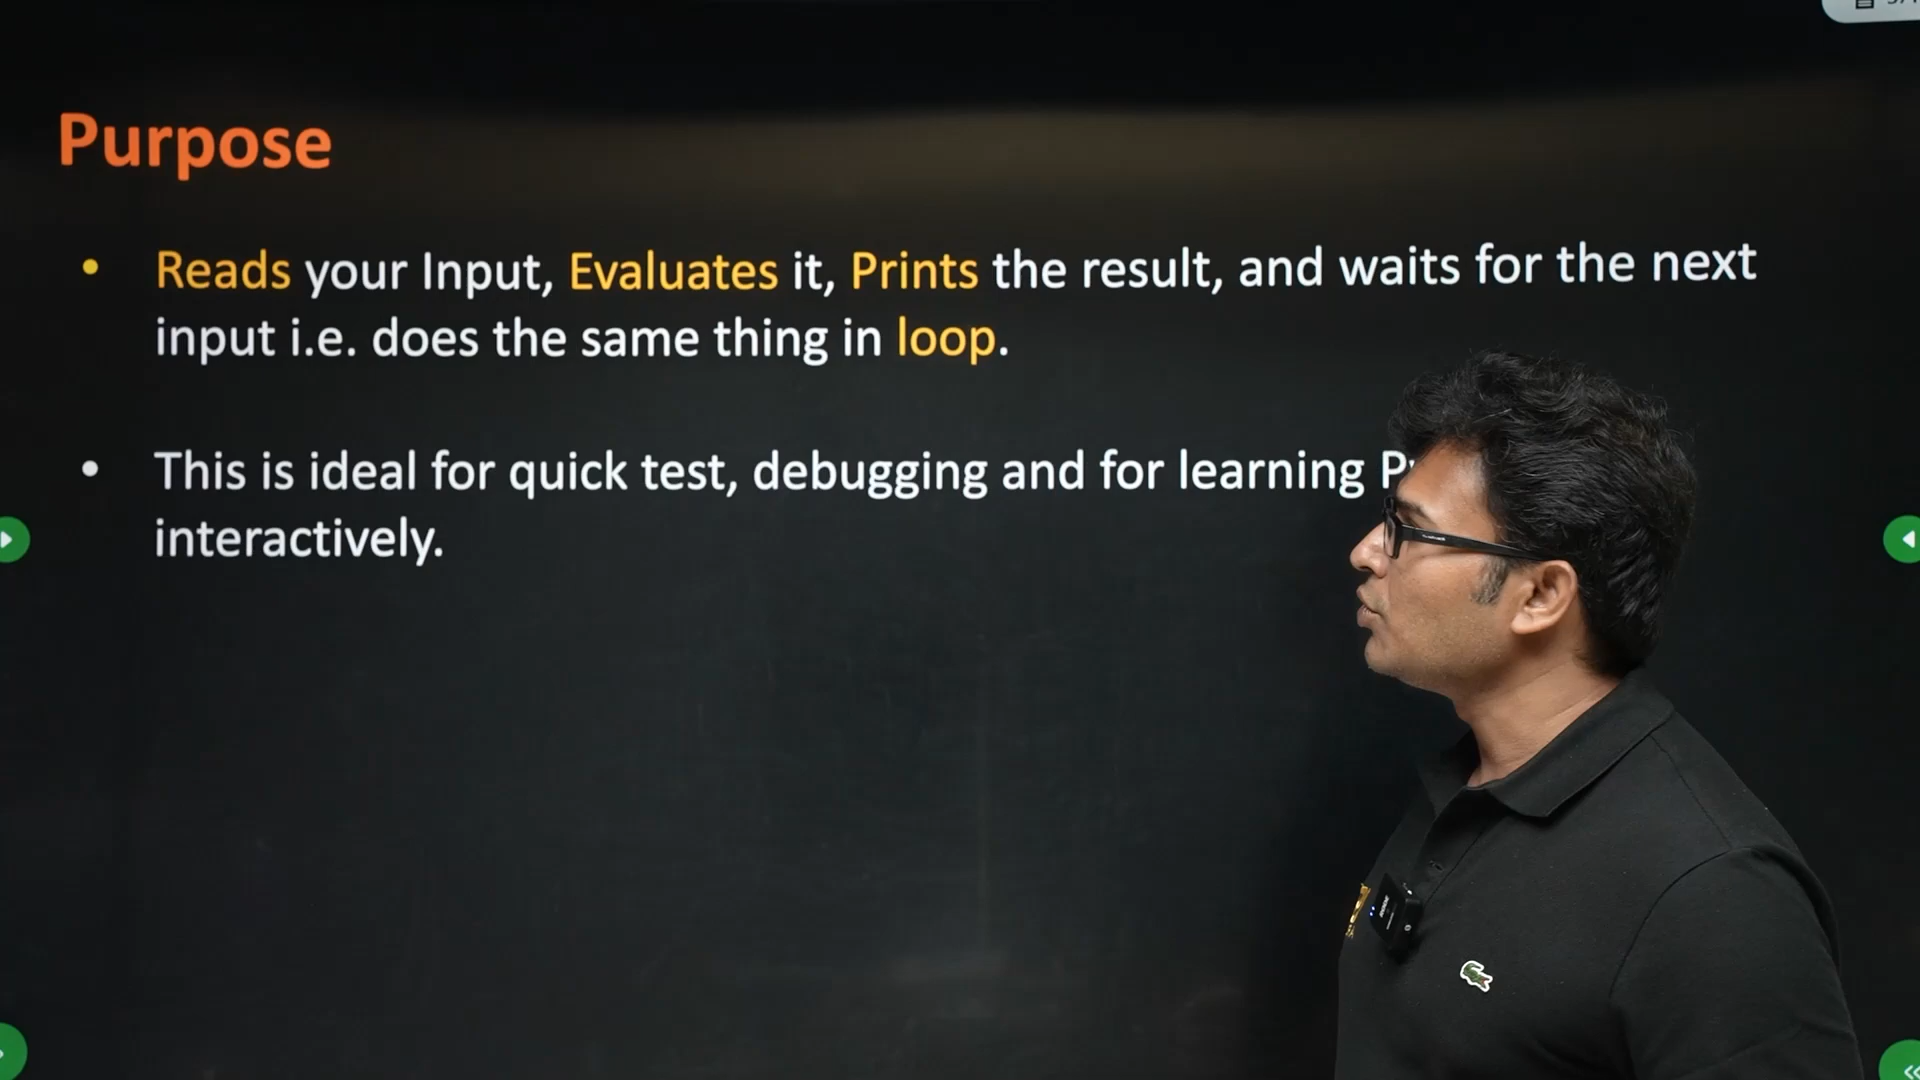 Purpose
• Reads your Input, Evaluates it, Prints the result, and waits for the next
input i.e. does the same thing in loop.
• This is ideal for quick test, debugging and for learning
interactively.